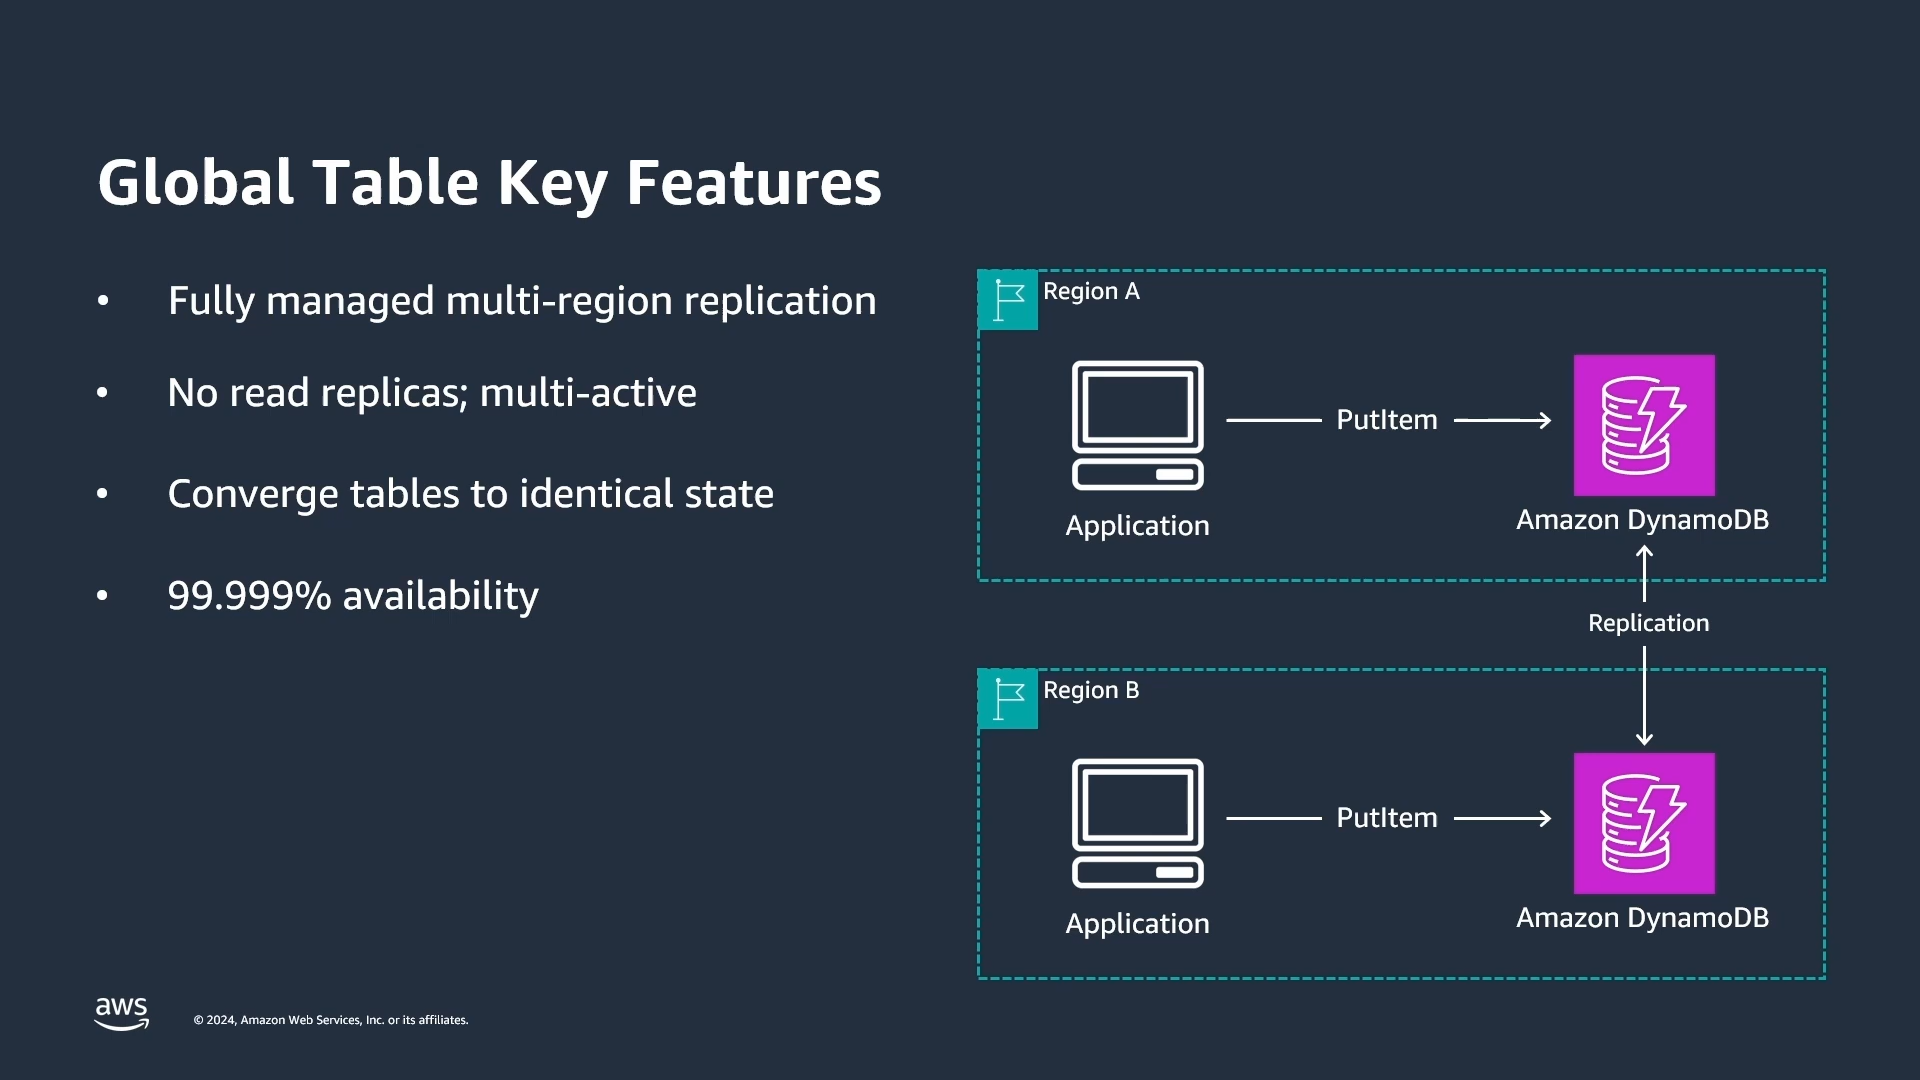 Global Table Key Features
• Fully managed multi-region replication
• No read replicas; multi-active
• Converge tables to identical state
• 99.999% availability
Region A
PutItem
Application
Amazon DynamoDB
Replication
Region B
PutItem
Application
Amazon DynamoDB
aws
© 2024, Amazon Web Services, Inc. or its affiliates.